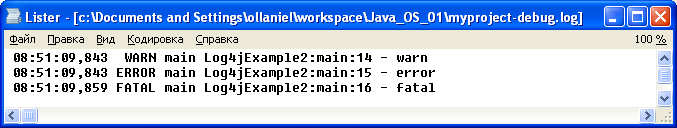 Lister - [c:\Documents and Settings\ollaniel\workspace\Java_OS_01\myproject-debug.log]
Файл Правка Вид Кодировка Справка 100 %
08:51:09,843  WARN main Log4jExample2:main:14 - warn
08:51:09,843 ERROR main Log4jExample2:main:15 - error
08:51:09,859 FATAL main Log4jExample2:main:16 - fatal